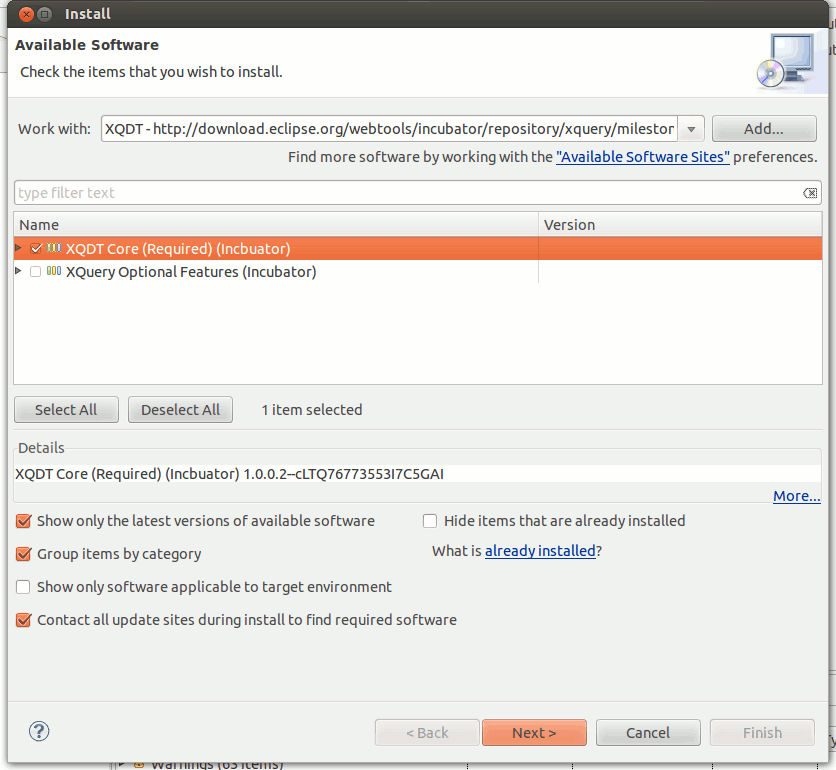 Install
Available Software
Check the items that you wish to install.
Work with: XQDT - http://download.eclipse.org/webtools/incubator/repository/xquery/mileston Add...
Find more software by working with the "Available Software Sites" preferences.
type filter text
Name Version
XQDT Core (Required) (Incbuator)
XQuery Optional Features (Incubator)
Select All Deselect All 1 item selected
Details
XQDT Core (Required) (Incbuator) 1.0.0.2--cLTQ76773553I7C5GAI
More...
Show only the latest versions of available software Hide items that are already installed
Group items by category What is already installed?
Show only software applicable to target environment
Contact all update sites during install to find required software
? < Back Next > Cancel Finish
Warnings (63 items)